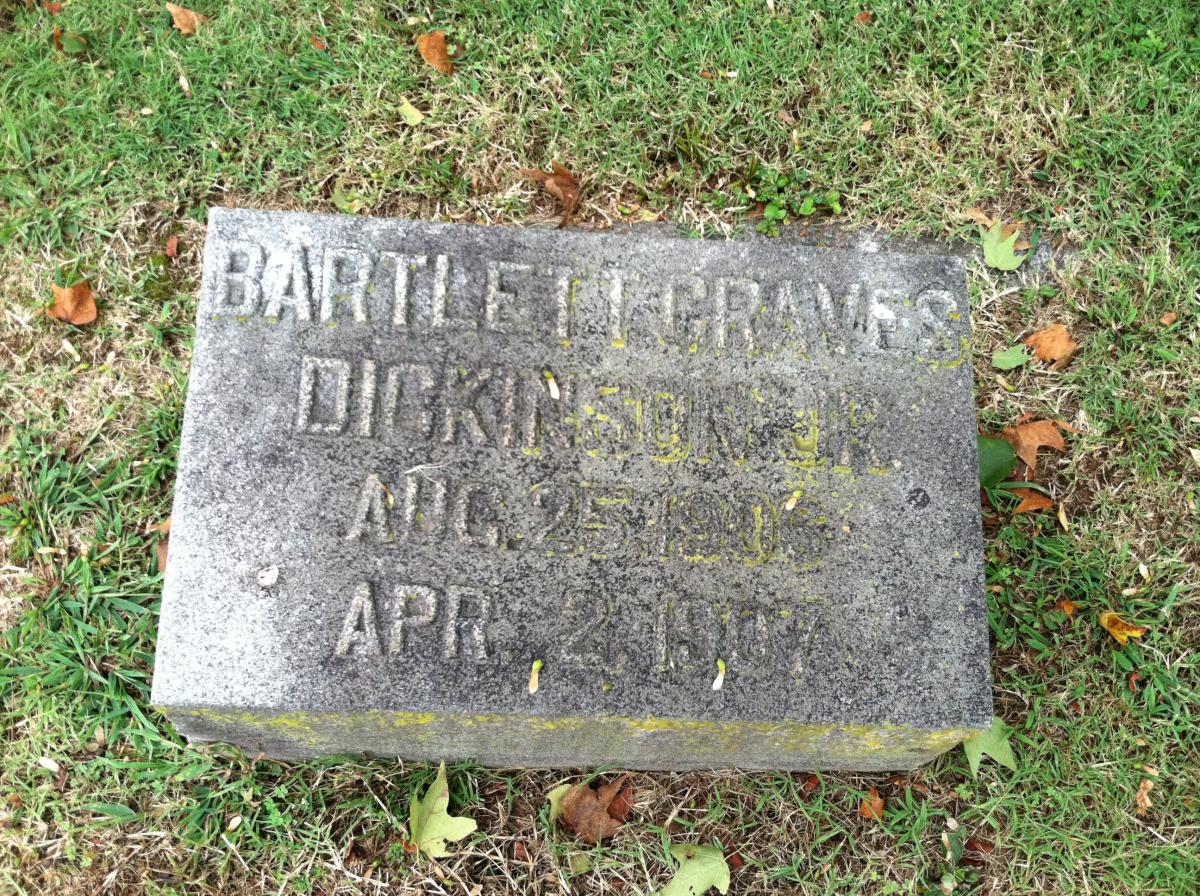 BARTLETT GRAVES
DICKINSON JR.
AUG. 25, 1906
APR. 2, 1907